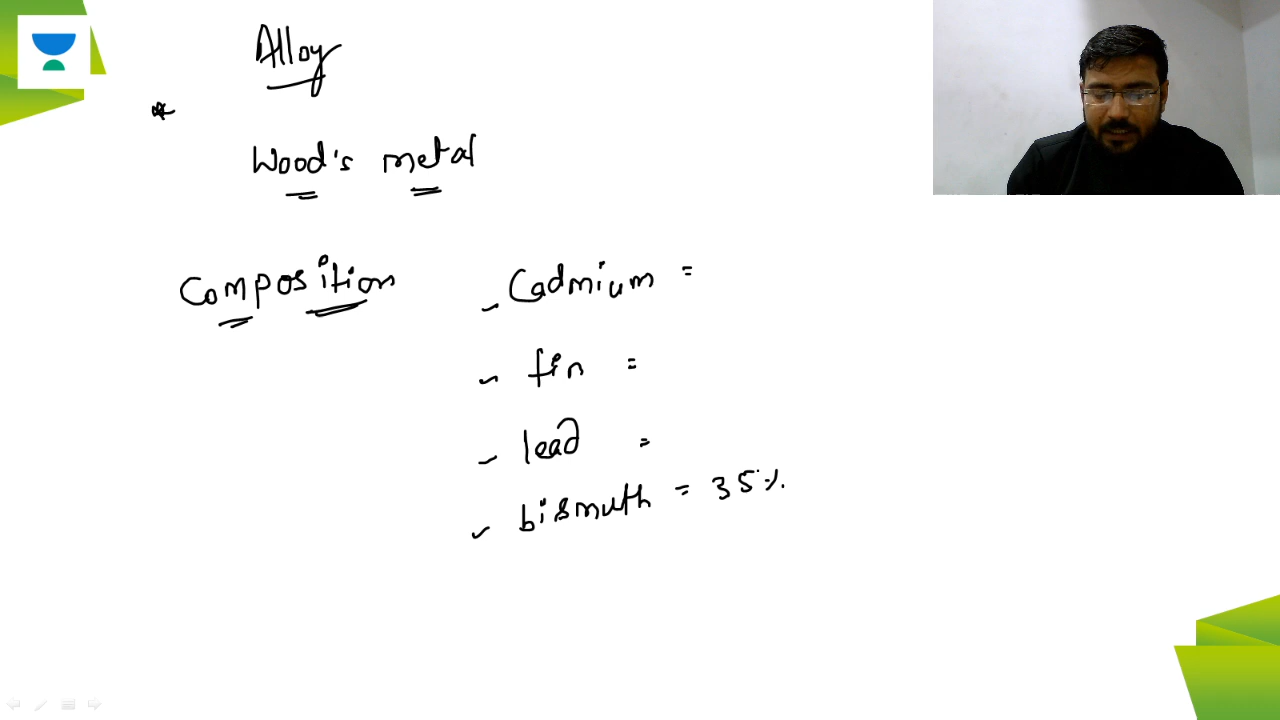 Alloy
*
Wood's metal
Composition
Cadmium =
tin =
lead =
bismuth = 35%